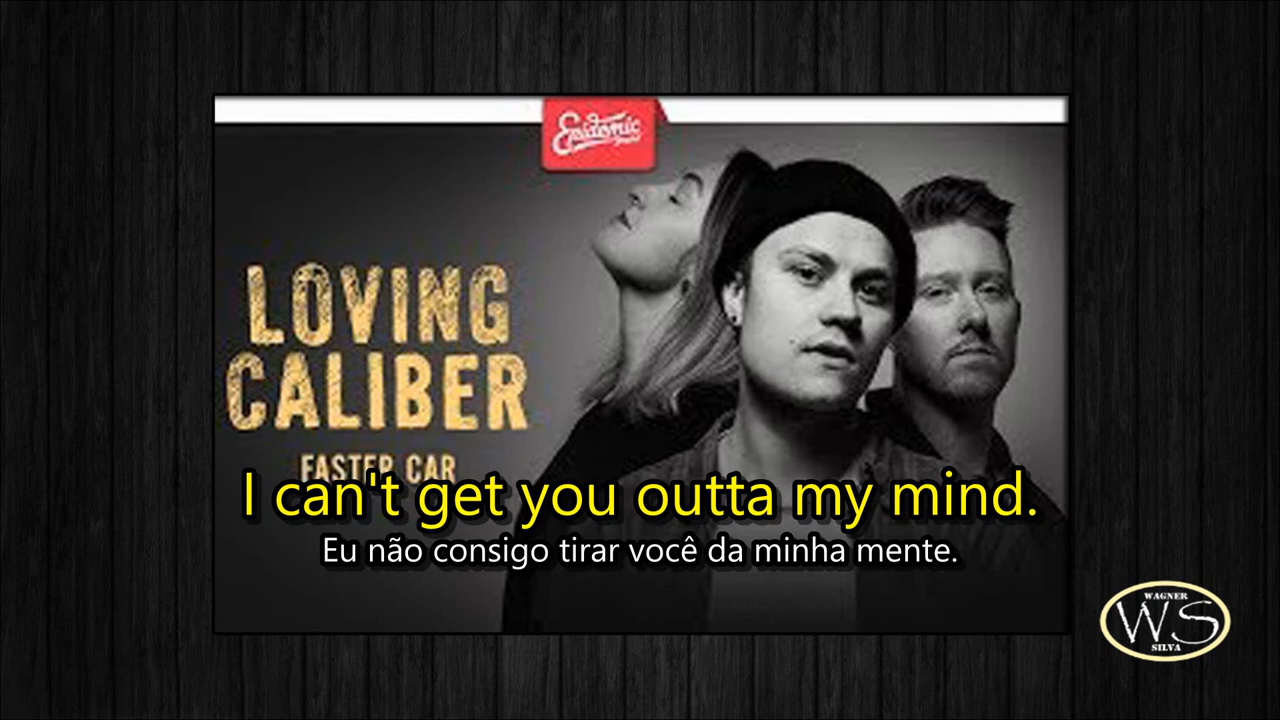 Epidemic
Sound
LOVING
CALIBER
FASTER CAR
I can't get you outta my mind.
Eu não consigo tirar você da minha mente.
WAGNER
WS
SILVA